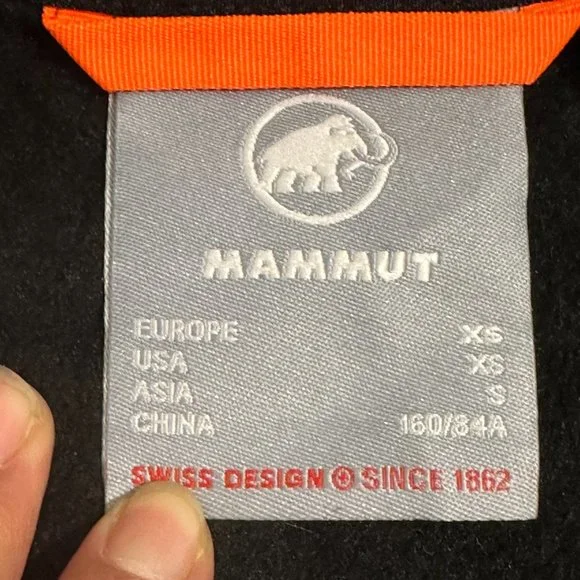 MAMMUT
EUROPE XS
USA XS
ASIA S
CHINA 160/84A
SWISS DESIGN SINCE 1862